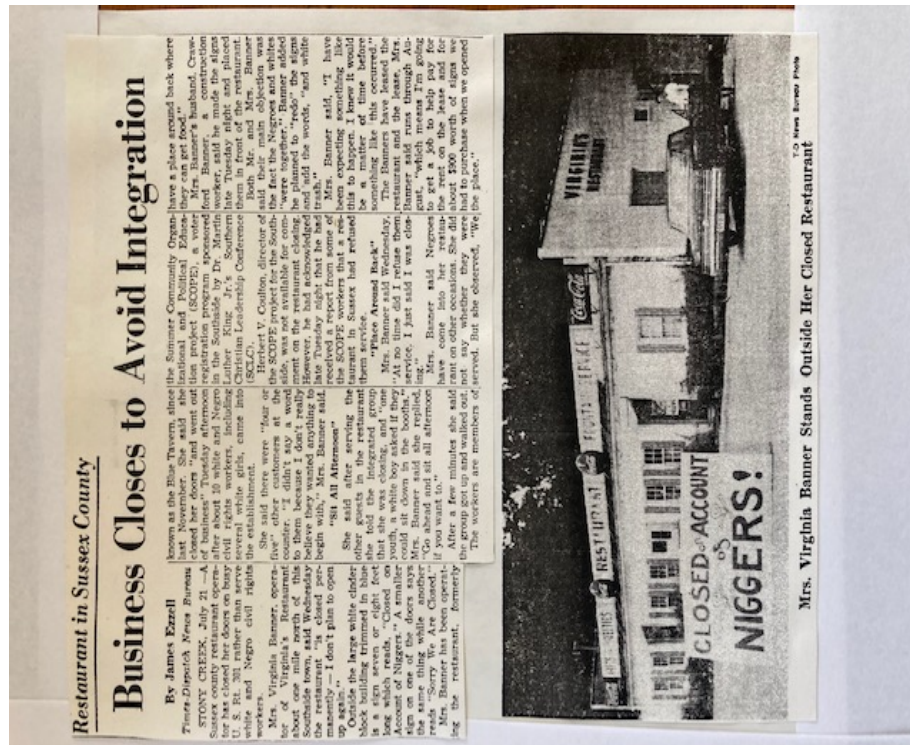 Restaurant in Sussex County
Business Closes to Avoid Integration
By James Ezzell
Times-Dispatch News Bureau
STONY CREEK, July 21 —A
Sussex county restaurant opera-
tor has closed her doors on busy
U. S. Rt. 301 rather than serve
white and Negro civil rights
workers.
Mrs. Virginia Banner, opera-
tor of Virginia's Restaurant
about one mile north of this
Southside town, said Wednesday
the restaurant "is closed per-
manently — I don't plan to open
up again."
Outside the large white cinder
block building trimmed in blue
is a sign seven or eight feet
long which reads, "Closed on
Account of Niggers." A smaller
sign on one of the doors says
the same thing while another
reads "Sorry We Are Closed."
Mrs. Banner has been operat-
ing the restaurant, formerly
known as the Blue Tavern, since
last November. She said she
closed her doors "and went out
of business" Tuesday afternoon
after about 10 white and Negro
civil rights workers, including
several white girls, came into
the establishment.
She said there were "four or
five" other customers at the
counter. "I didn't say a word
to them because I don't really
believe they wanted anything to
begin with," Mrs. Banner said.
"Sit All Afternoon"
She said after serving the
other guests in the restaurant
she told the integrated group
that she was closing, and "one
youth, a white boy asked if they
could sit down in the booths."
Mrs. Banner said she replied,
"Go ahead and sit all afternoon
if you want to."
After a few minutes she said
the group got up and walked out.
The workers are members of
the Summer Community Organ-
izational and Political Educa-
tion project (SCOPE), a voter
registration program sponsored
in the Southside by Dr. Martin
Luther King Jr.'s Southern
Christian Leadership Conference
(SCLC).
Herbert V. Coulton, director of
the SCOPE project for the South-
side, was not available for com-
ment on the restaurant closing.
However, he had acknowledged
late Tuesday night that he had
received a report from some of
the SCOPE workers that a res-
taurant in Sussex had refused
them service.
"Place Around Back"
Mrs. Banner said Wednesday,
"At no time did I refuse them
service. I just said I was clos-
ing."
Mrs. Banner said Negroes
have come into her restau-
rant on other occasions. She did
not say whether they were
served. But she observed, "We
have a place around back where
they can get food."
Mrs. Banner's husband, Craw-
ford Banner, a construction
worker, said he made the signs
late Tuesday night and placed
them in front of the restaurant.
Both Mr. and Mrs. Banner
said their main objection was
the fact the Negroes and whites
"were together." Banner added
he planned to "redo" the signs
and add the words, "and white
trash."
Mrs. Banner said, "I have
been expecting something like
this to happen. I knew it would
be a matter of time before
something like this occurred."
The Banners have leased the
restaurant and the lease, Mrs.
Banner said runs through Au-
gust, "which means I'm going
to get a job to help pay for
the rent on the lease and for
about $300 worth of signs we
had to purchase when we opened
the place."
VIRGINIA'S
RESTAURANT
Coca-Cola
RESTAURANT
CLOSED on ACCOUNT
of
NIGGERS!
T-D News Bureau Photo
Mrs. Virginia Banner Stands Outside Her Closed Restaurant